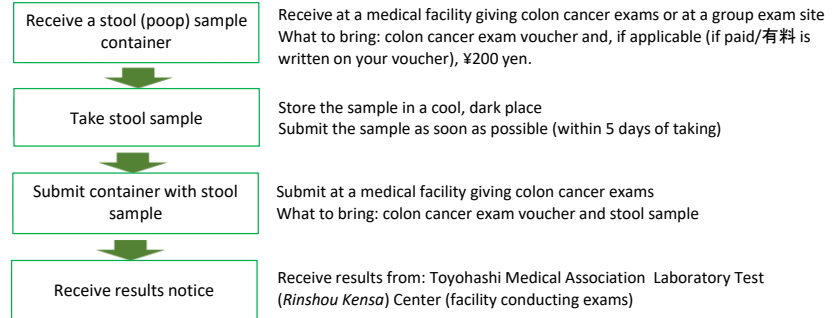 Receive a stool (poop) sample
container
Receive at a medical facility giving colon cancer exams or at a group exam site
What to bring: colon cancer exam voucher and, if applicable (if paid/有料 is
written on your voucher), ¥200 yen.
Take stool sample
Store the sample in a cool, dark place
Submit the sample as soon as possible (within 5 days of taking)
Submit container with stool
sample
Submit at a medical facility giving colon cancer exams
What to bring: colon cancer exam voucher and stool sample
Receive results notice
Receive results from: Toyohashi Medical Association Laboratory Test
(Rinshou Kensa) Center (facility conducting exams)